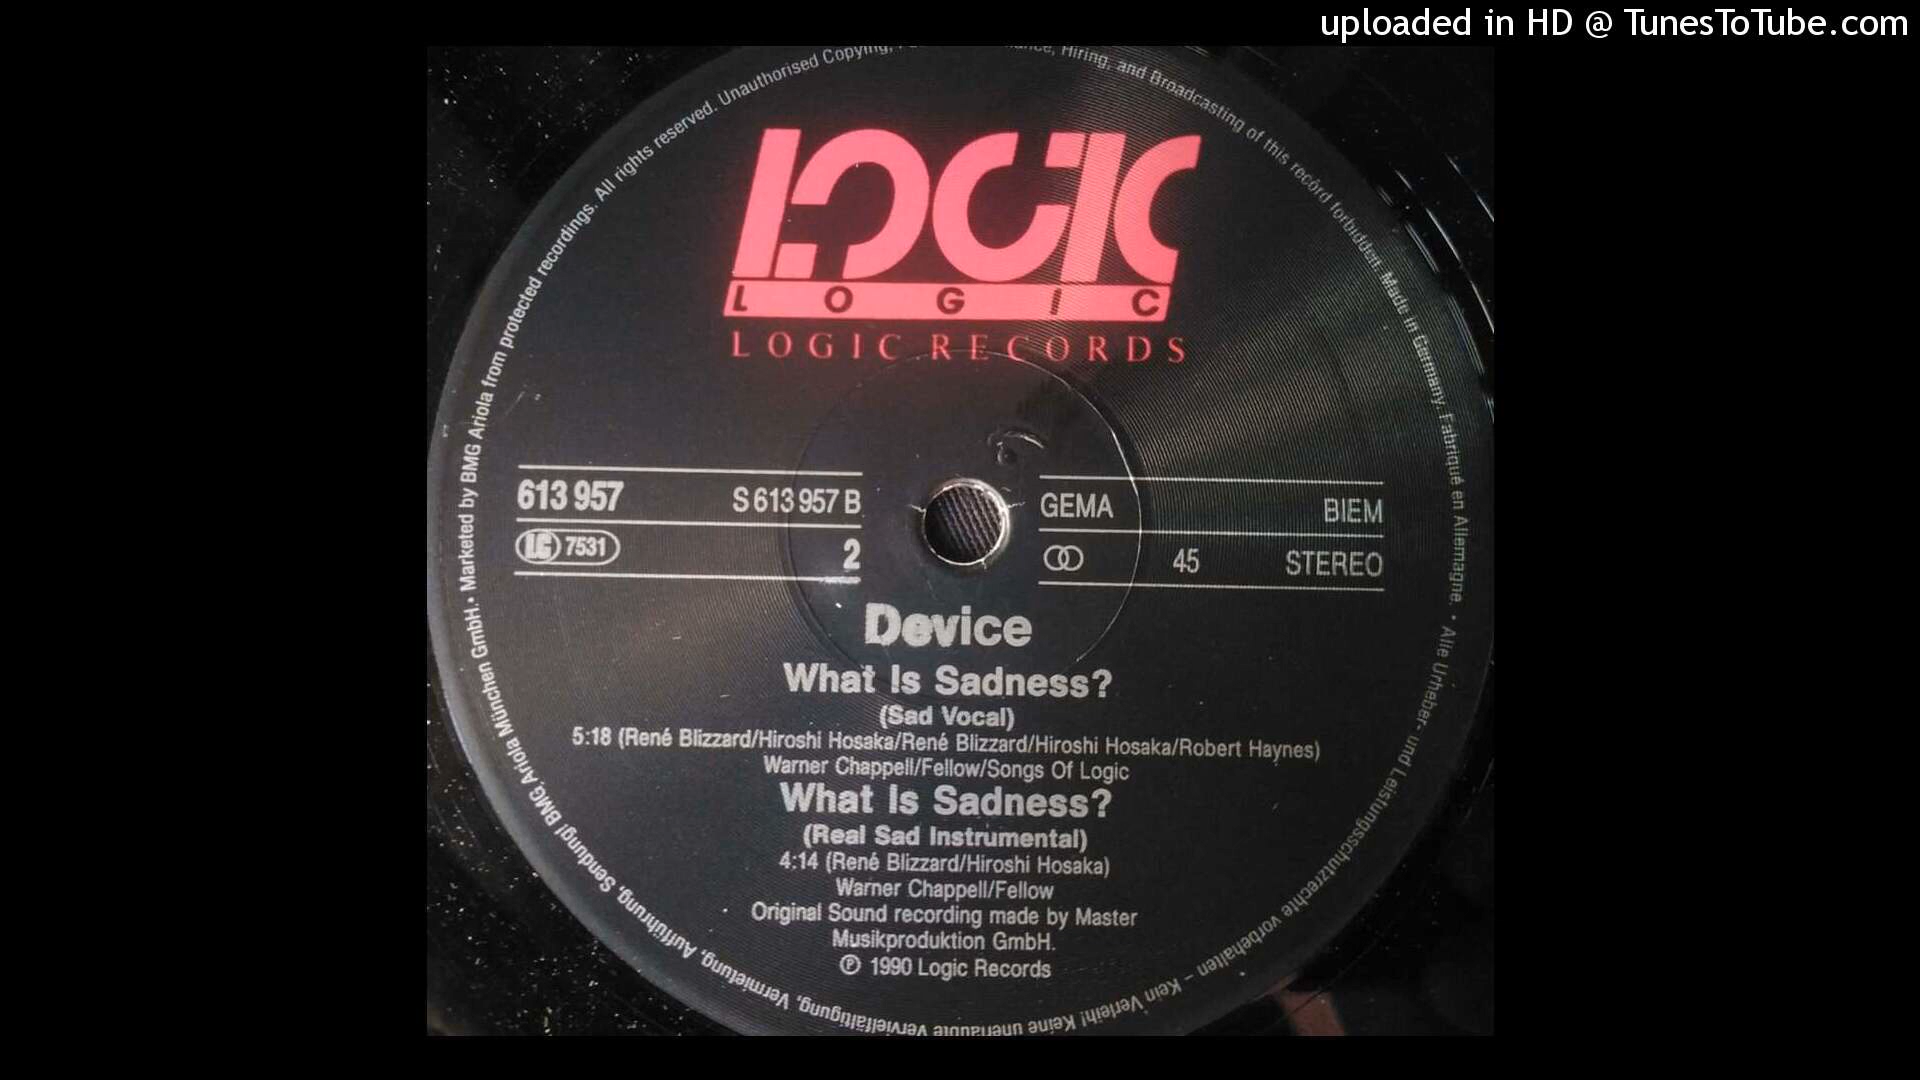 uploaded in HD @ TunesToTube.com
Marketed by BMG Ariola from protected recordings. All rights reserved. Unauthorised Copying, Hiring, and Broadcasting of this record forbidden. Made in Germany. Fabriqué en Allemagne. • Alle Urheber- und Leistungsschutzrechte vorbehalten – Kein Verleih! Keine unerlaubte Vervielfältigung, Vermietung, Aufführung, Sendung! BMG Ariola München GmbH. •
LOGIC
LOGIC
LOGIC RECORDS
613 957 S 613 957 B
LC 7531 2
GEMA BIEM
45 STEREO
Device
What Is Sadness?
(Sad Vocal)
5:18 (René Blizzard/Hiroshi Hosaka/René Blizzard/Hiroshi Hosaka/Robert Haynes)
Warner Chappell/Fellow/Songs Of Logic
What Is Sadness?
(Real Sad Instrumental)
4:14 (René Blizzard/Hiroshi Hosaka)
Warner Chappell/Fellow
Original Sound recording made by Master
Musikproduktion GmbH.
℗ 1990 Logic Records